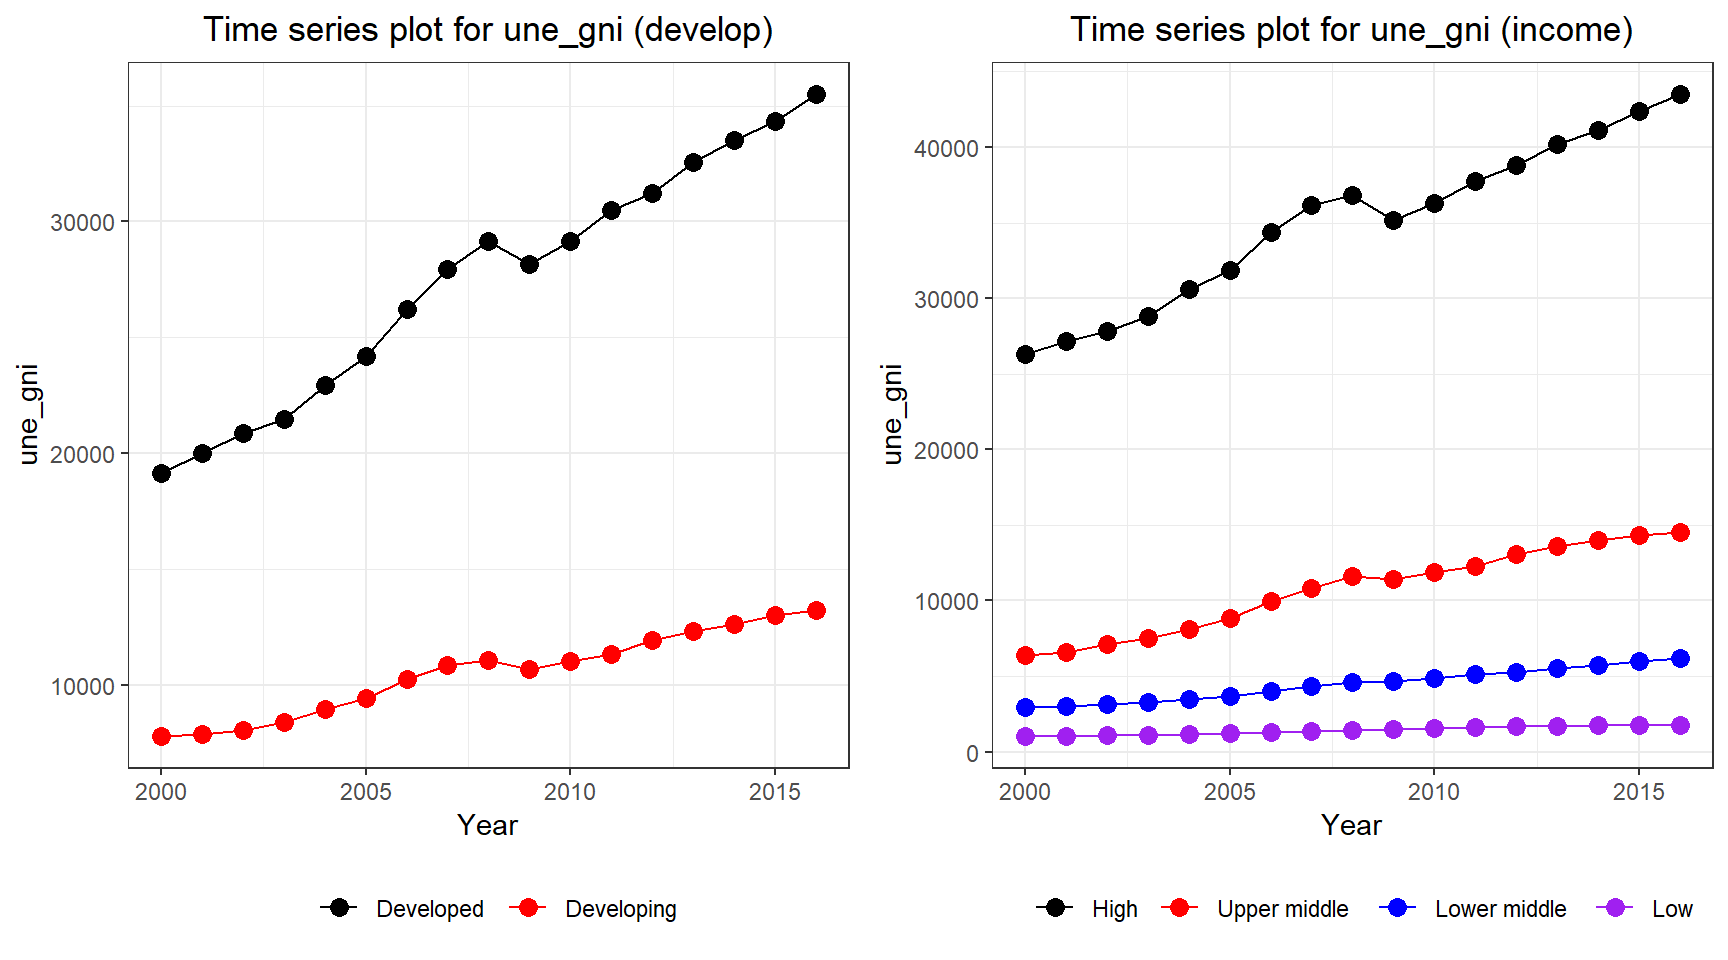 Time series plot for une_gni (develop)
une_gni
30000
20000
10000
2000 2005 2010 2015
Year
Developed Developing
Time series plot for une_gni (income)
une_gni
40000
30000
20000
10000
0
2000 2005 2010 2015
Year
High Upper middle Lower middle Low